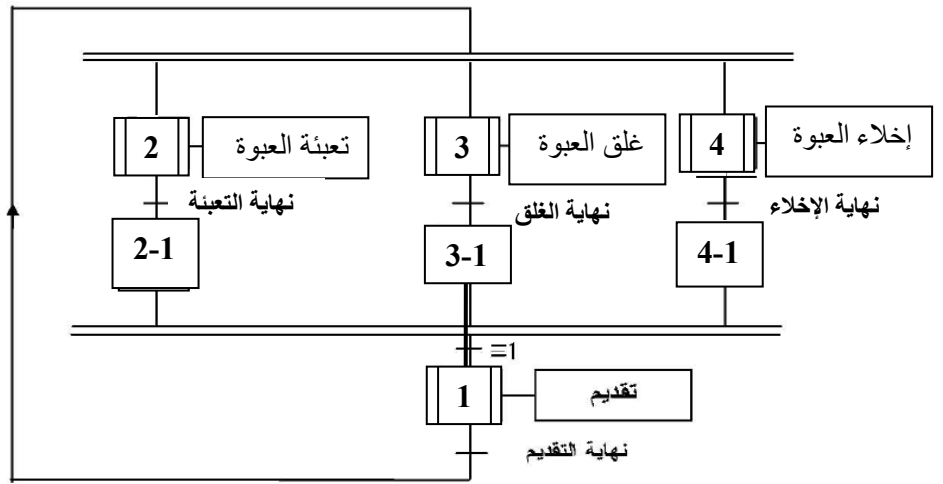 2
تعبئة العبوة
3
غلق العبوة
4
إخلاء العبوة
نهاية التعبئة
نهاية الغلق
نهاية الإخلاء
2-1
3-1
4-1
≡1
1
تقديم
نهاية التقديم